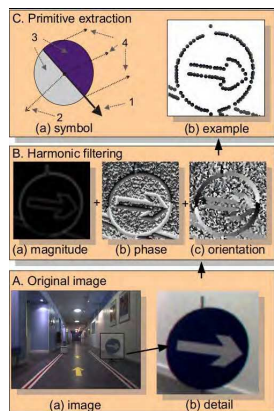 C. Primitive extraction
3
4
1
2
(a) symbol
(b) example
B. Harmonic filtering
+
+
(a) magnitude
(b) phase
(c) orientation
A. Original image
(a) image
(b) detail